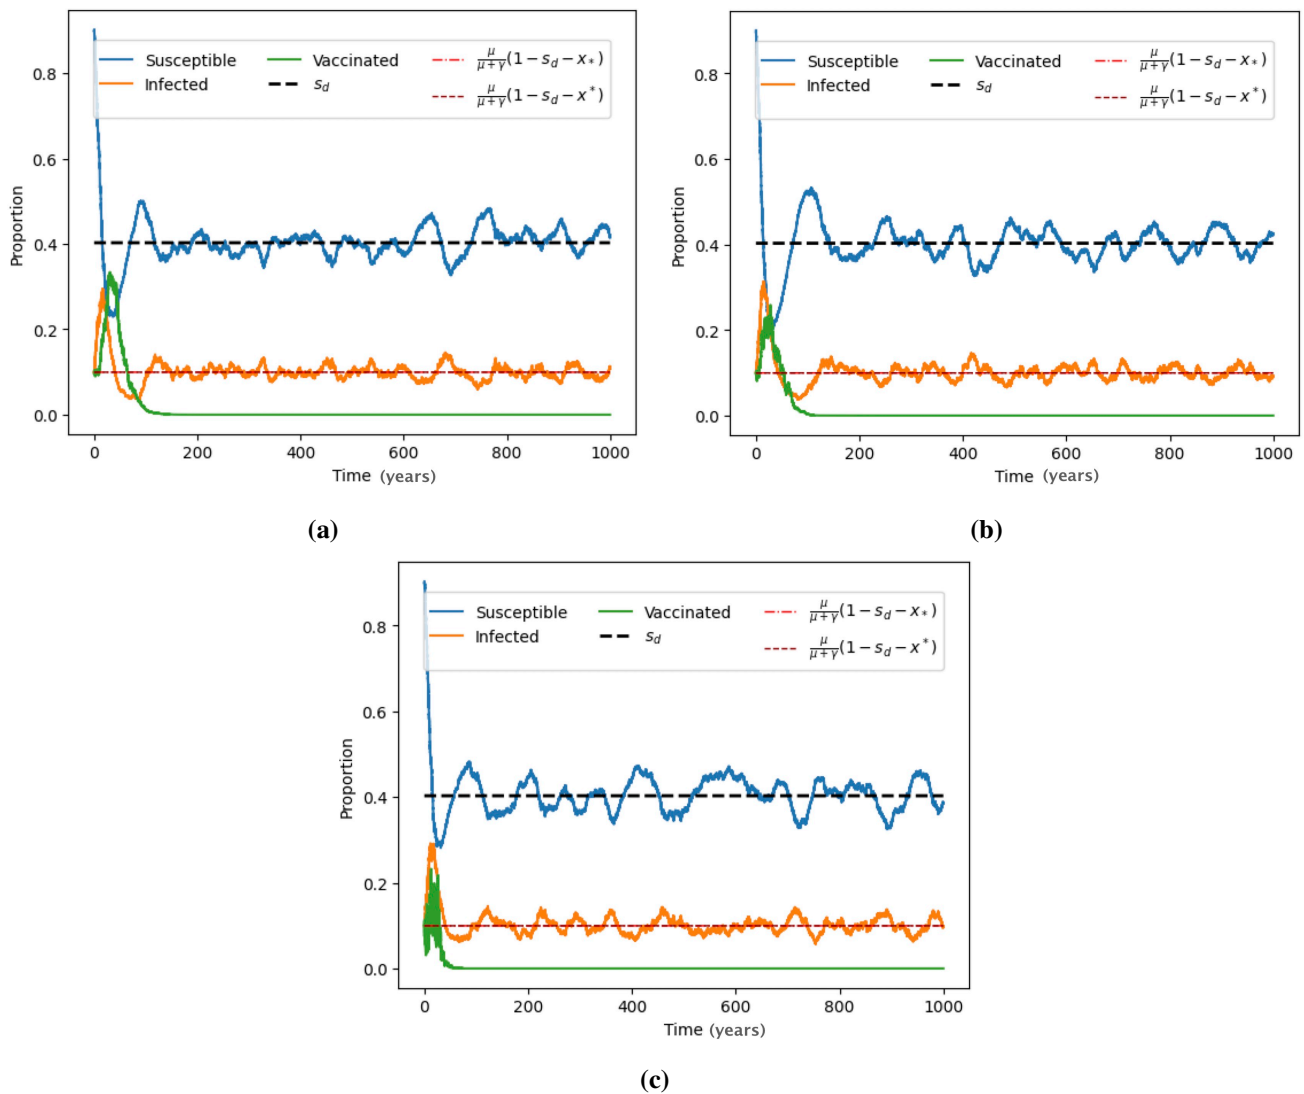 Susceptible
Infected
Vaccinated
s_d
μ/(μ+γ)(1 − s_d − x_*)
μ/(μ+γ)(1 − s_d − x^*)
0.8
0.6
0.4
0.2
0.0
Proportion
0 200 400 600 800 1000
Time (years)
(a)
Susceptible
Infected
Vaccinated
s_d
μ/(μ+γ)(1 − s_d − x_*)
μ/(μ+γ)(1 − s_d − x^*)
0.8
0.6
0.4
0.2
0.0
Proportion
0 200 400 600 800 1000
Time (years)
(b)
Susceptible
Infected
Vaccinated
s_d
μ/(μ+γ)(1 − s_d − x_*)
μ/(μ+γ)(1 − s_d − x^*)
0.8
0.6
0.4
0.2
0.0
Proportion
0 200 400 600 800 1000
Time (years)
(c)